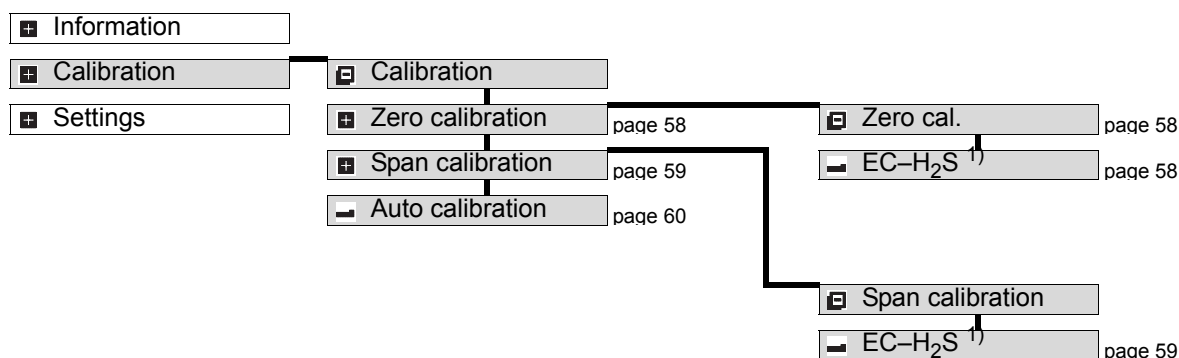 Information
Calibration
Calibration
Settings
Zero calibration page 58
Zero cal. page 58
Span calibration page 59
EC–H2S 1) page 58
Auto calibration page 60
Span calibration
EC–H2S 1) page 59